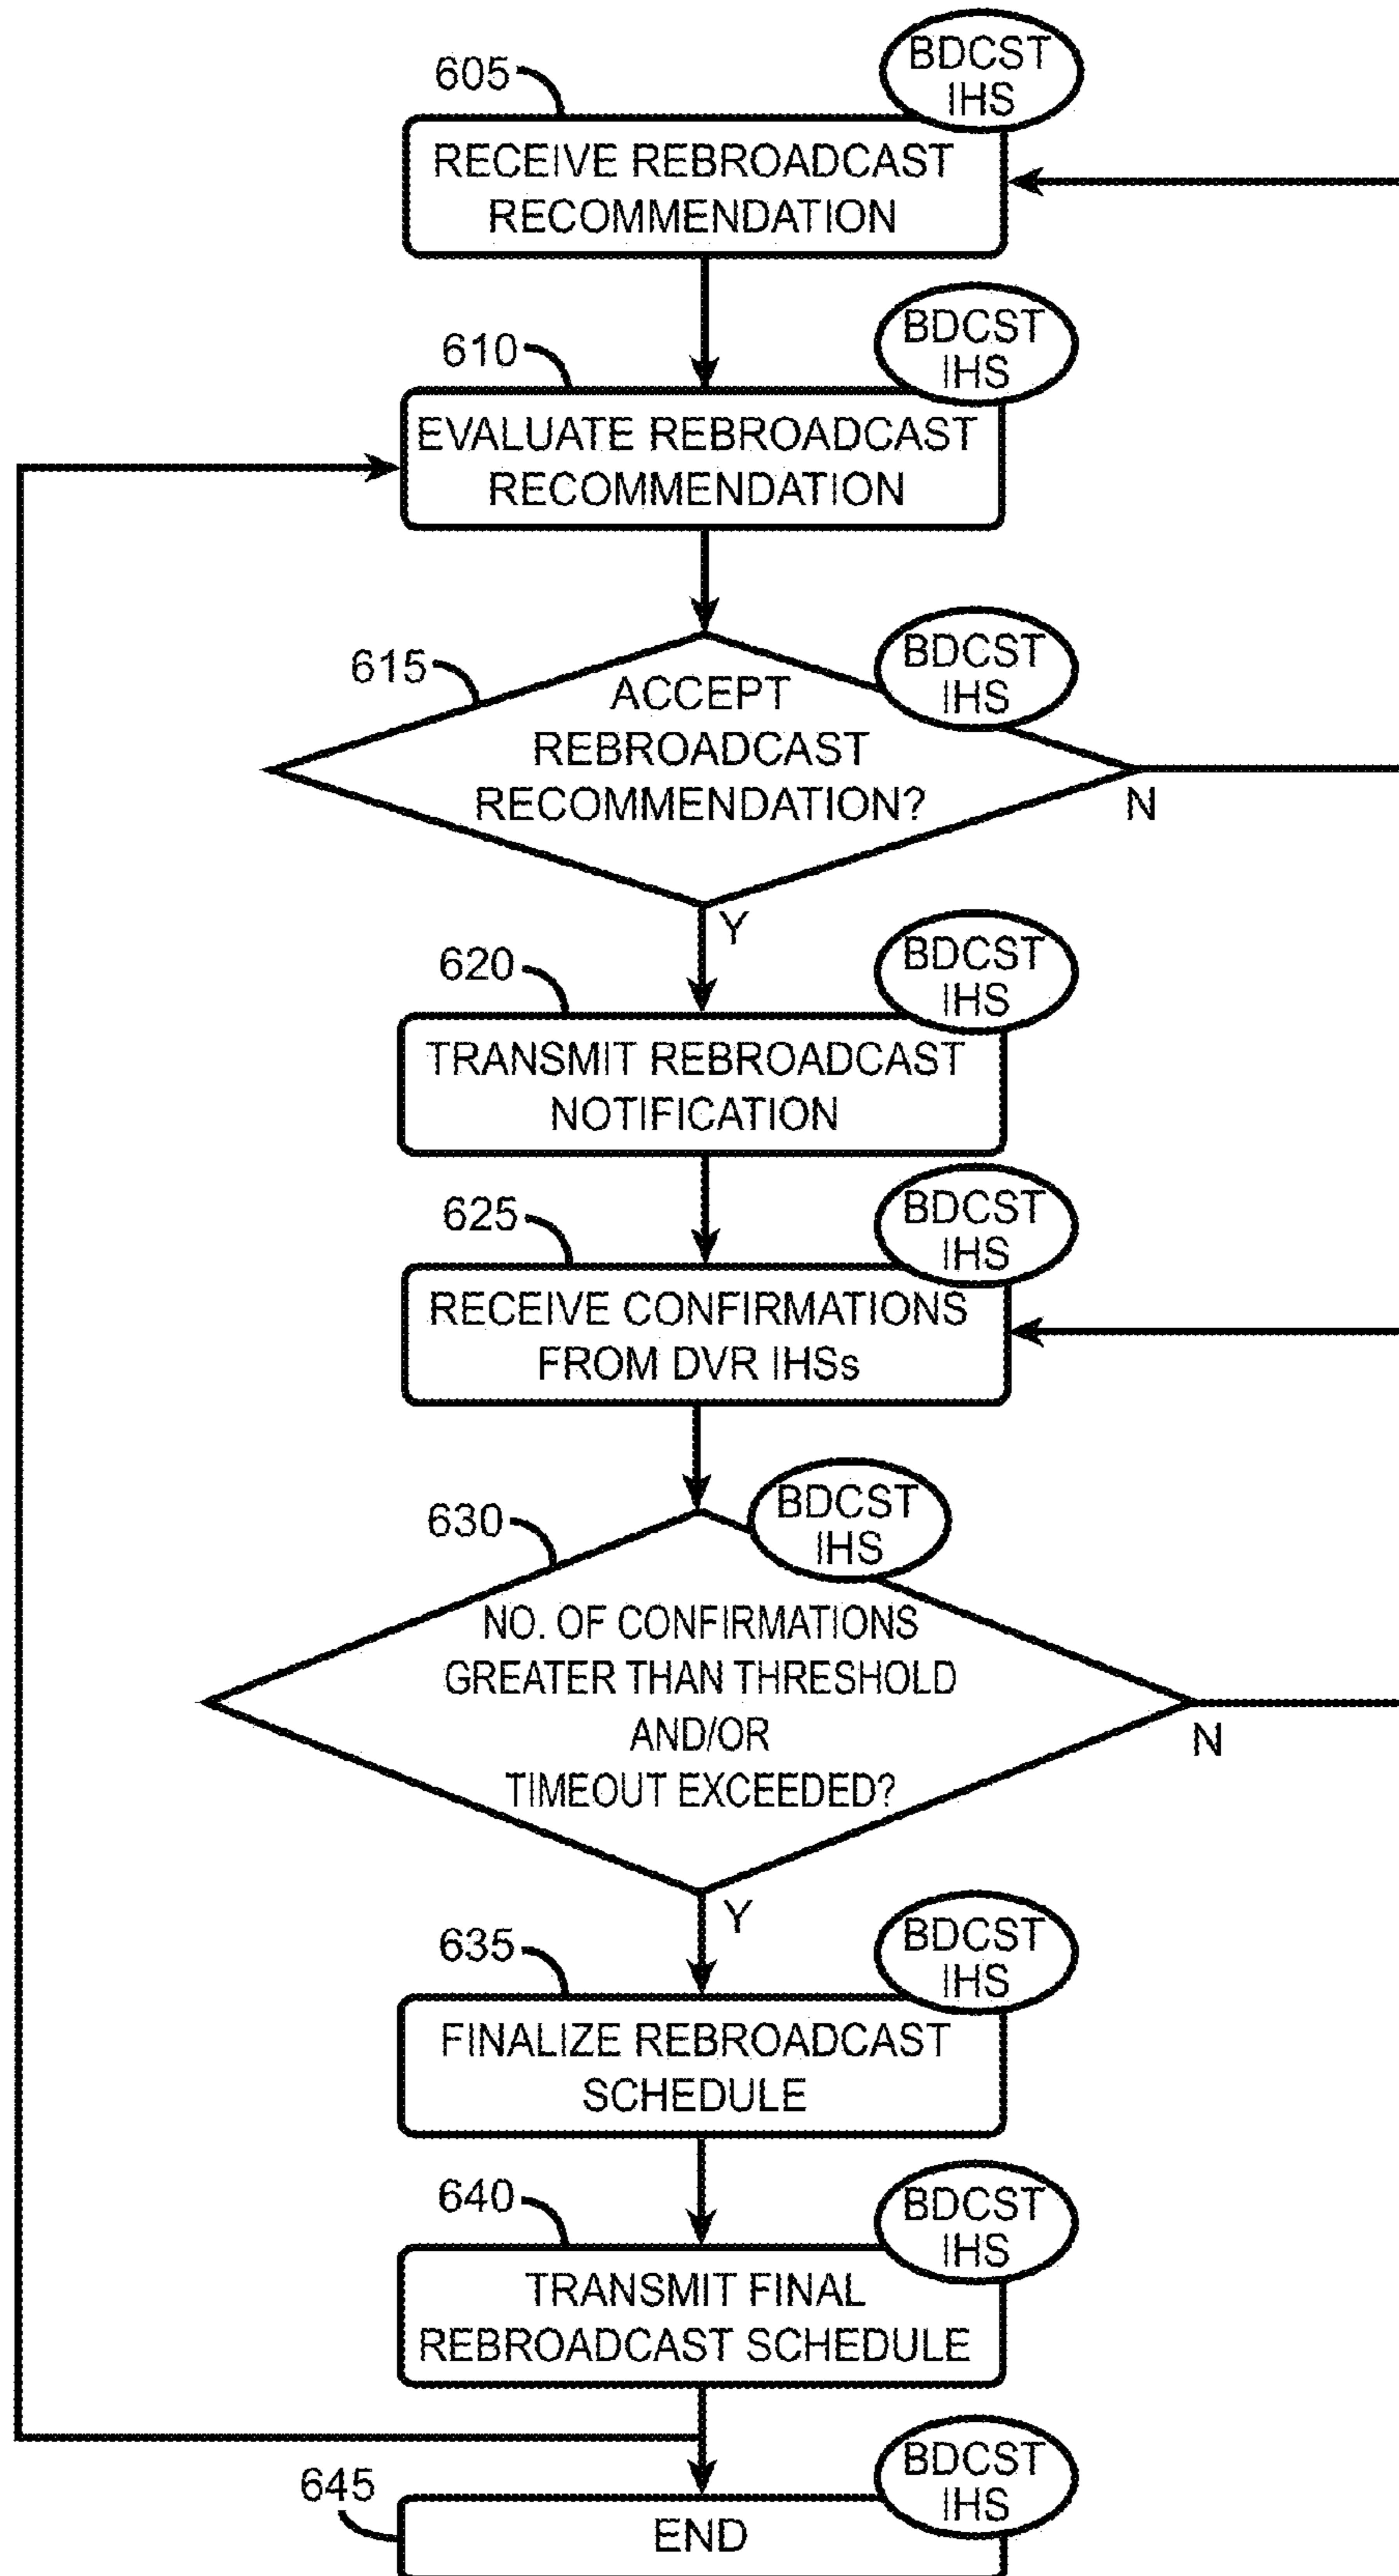 BDCST
IHS
605
RECEIVE REBROADCAST
RECOMMENDATION
BDCST
IHS
610
EVALUATE REBROADCAST
RECOMMENDATION
BDCST
IHS
615
ACCEPT
REBROADCAST
RECOMMENDATION?
N
Y
BDCST
IHS
620
TRANSMIT REBROADCAST
NOTIFICATION
BDCST
IHS
625
RECEIVE CONFIRMATIONS
FROM DVR IHSs
BDCST
IHS
630
NO. OF CONFIRMATIONS
GREATER THAN THRESHOLD
AND/OR
TIMEOUT EXCEEDED?
N
Y
BDCST
IHS
635
FINALIZE REBROADCAST
SCHEDULE
BDCST
IHS
640
TRANSMIT FINAL
REBROADCAST SCHEDULE
BDCST
IHS
645
END